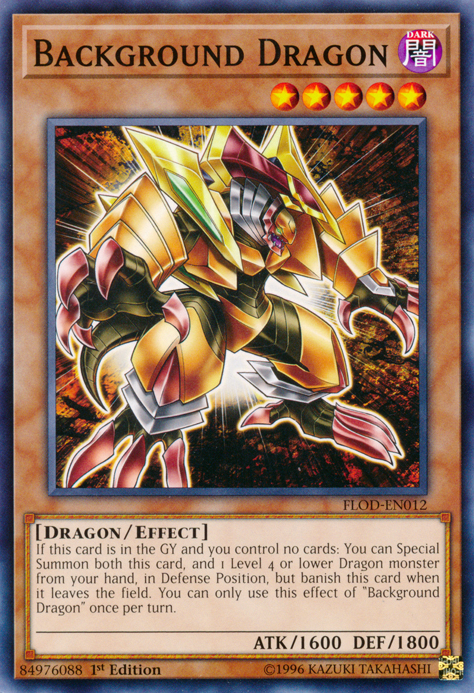 BACKGROUND DRAGON
DARK
闇
FLOD-EN012
[DRAGON/EFFECT]
If this card is in the GY and you control no cards: You can Special
Summon both this card, and 1 Level 4 or lower Dragon monster
from your hand, in Defense Position, but banish this card when
it leaves the field. You can only use this effect of "Background
Dragon" once per turn.
ATK/1600 DEF/1800
84976088 1st Edition ©1996 KAZUKI TAKAHASHI